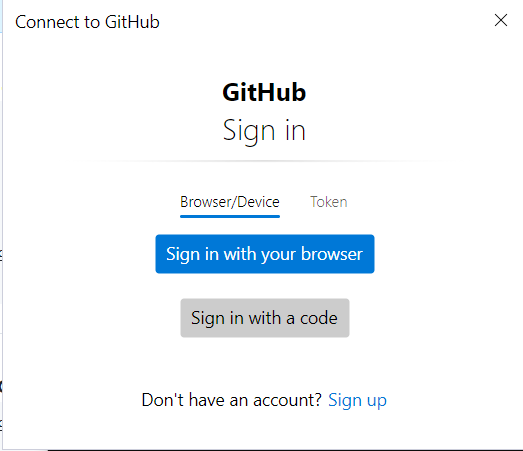 Connect to GitHub
GitHub
Sign in
Browser/Device Token
Sign in with your browser
Sign in with a code
Don't have an account? Sign up